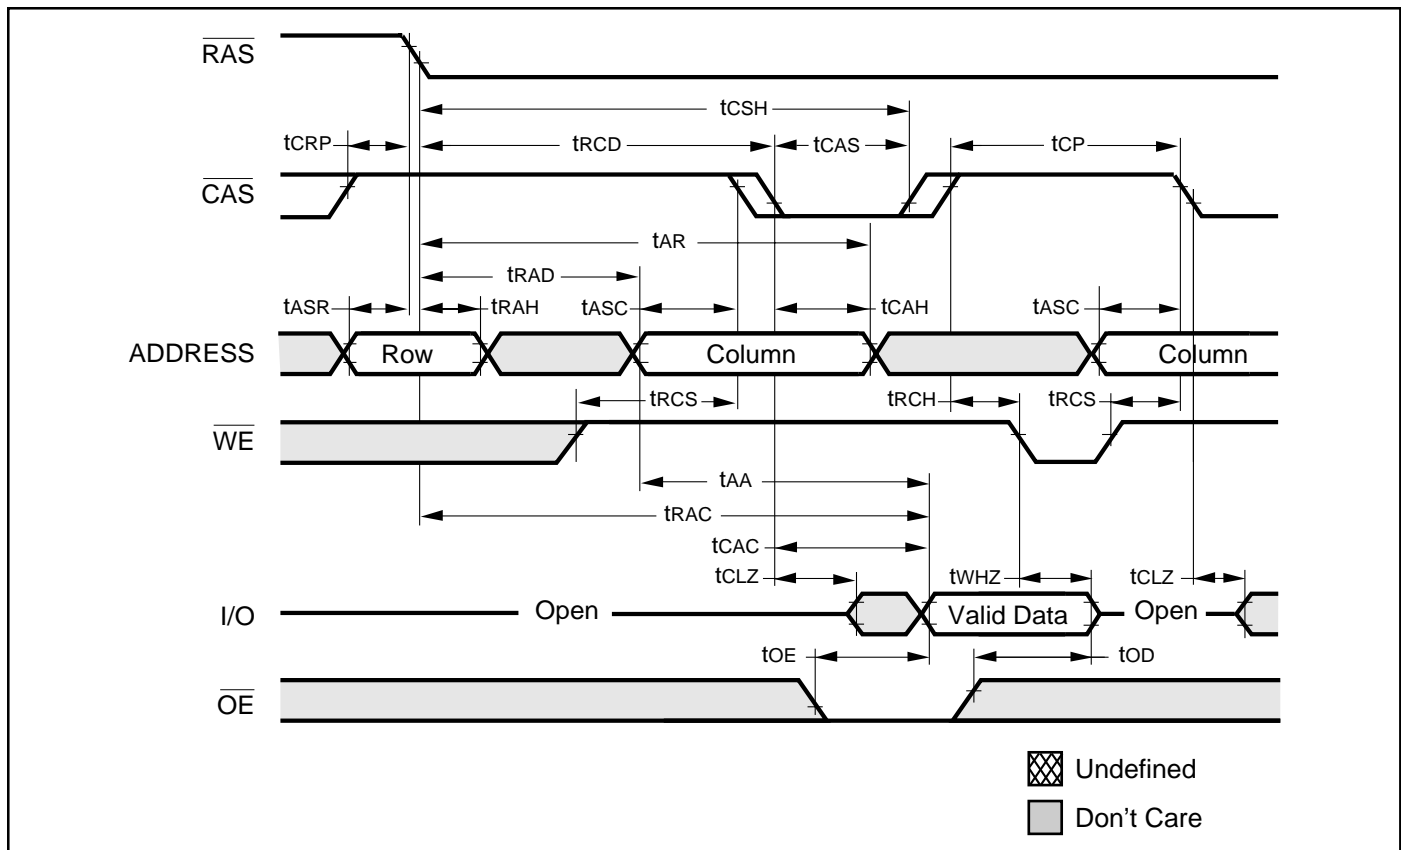 RAS
tCSH
tCRP
tRCD
tCAS
tCP
CAS
tAR
tRAD
tASR
tRAH
tASC
tCAH
tASC
ADDRESS
Row
Column
Column
tRCS
tRCH
tRCS
WE
tAA
tRAC
tCAC
tCLZ
tWHZ
tCLZ
I/O
Open
Valid Data
Open
tOE
tOD
OE
Undefined
Don't Care